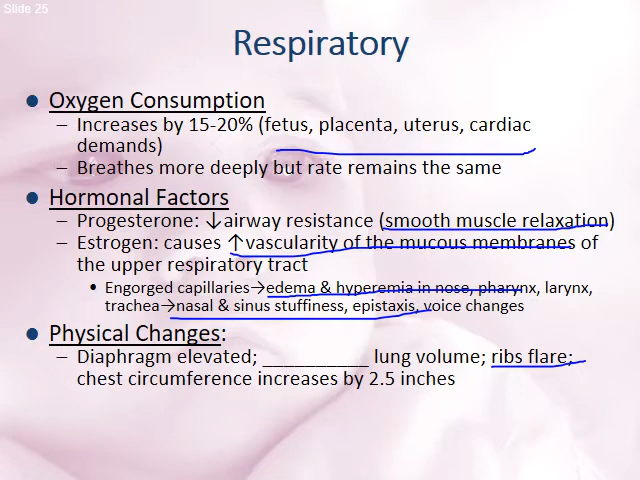 Slide 25
Respiratory
● Oxygen Consumption
– Increases by 15-20% (fetus, placenta, uterus, cardiac
demands)
– Breathes more deeply but rate remains the same
● Hormonal Factors
– Progesterone: ↓airway resistance (smooth muscle relaxation)
– Estrogen: causes ↑vascularity of the mucous membranes of
the upper respiratory tract
• Engorged capillaries→edema & hyperemia in nose, pharynx, larynx,
trachea→nasal & sinus stuffiness, epistaxis, voice changes
● Physical Changes:
– Diaphragm elevated; __________ lung volume; ribs flare;
chest circumference increases by 2.5 inches